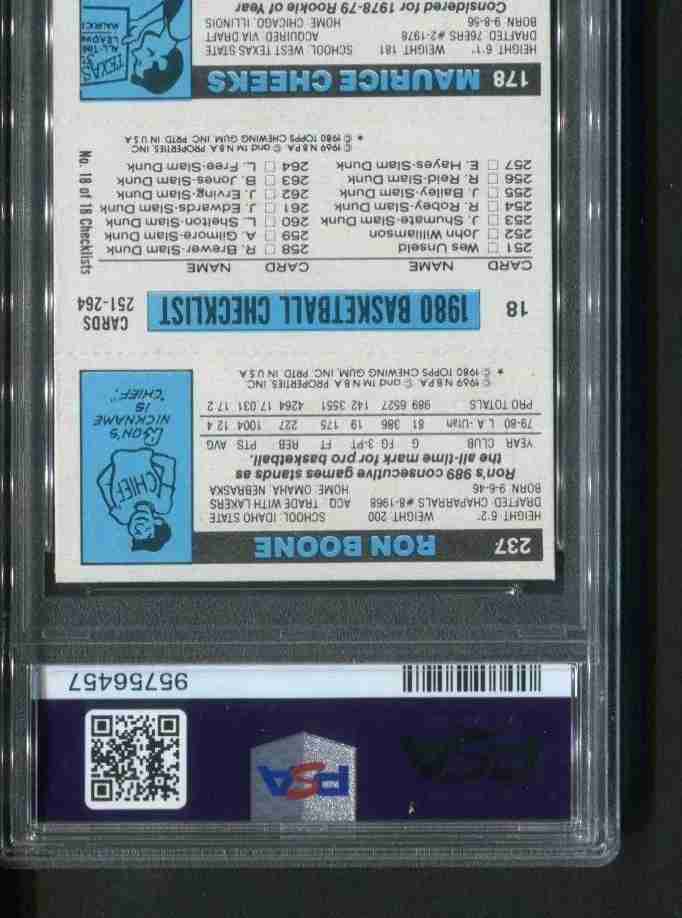 PSA
PSA
95756457
237 RON BOONE
HEIGHT 6'2" WEIGHT 200 SCHOOL IDAHO STATE
DRAFTED CHAPARRALS #8-1968 ACQ. TRADE WITH LAKERS
BORN 9-6-46 HOME OMAHA, NEBRASKA
Ron's 989 consecutive games stands as
the all-time mark for pro basketball.
YEAR CLUB G FG 3-PT FT REB PTS AVG
79-80 L.A.-Utah 81 386 19 175 227 1004 12.4
PRO TOTALS 989 6527 142 3551 4264 17,031 17.2
CHIEF
RON'S
NICKNAME
IS
"CHIEF".
* © 1980 TOPPS CHEWING GUM, INC. PRTD. IN U.S.A.
© 1969 N.B.P.A. © and TM N.B.A. PROPERTIES, INC.
18 1980 BASKETBALL CHECKLIST CARDS 251-264
CARD NAME CARD NAME
251 Wes Unseld 258 R. Brewer-Slam Dunk
252 John Williamson 259 A. Gilmore-Slam Dunk
253 J. Shumate-Slam Dunk 260 L. Shelton-Slam Dunk
254 R. Robey-Slam Dunk 261 J. Edwards-Slam Dunk
255 J. Bailey-Slam Dunk 262 J. Erving-Slam Dunk
256 R. Reid-Slam Dunk 263 B. Jones-Slam Dunk
257 E. Hayes-Slam Dunk 264 L. Free-Slam Dunk
No. 18 of 18 Checklists
© 1969 N.B.P.A. © and TM N.B.A. PROPERTIES, INC.
* © 1980 TOPPS CHEWING GUM, INC. PRTD. IN U.S.A.
178 MAURICE CHEEKS
HEIGHT 6'1" WEIGHT 181 SCHOOL WEST TEXAS STATE
DRAFTED 76ERS #2-1978 ACQUIRED VIA DRAFT
BORN 9-8-56 HOME CHICAGO, ILLINOIS
Considered for 1978-79 Rookie of Year
TEXAS